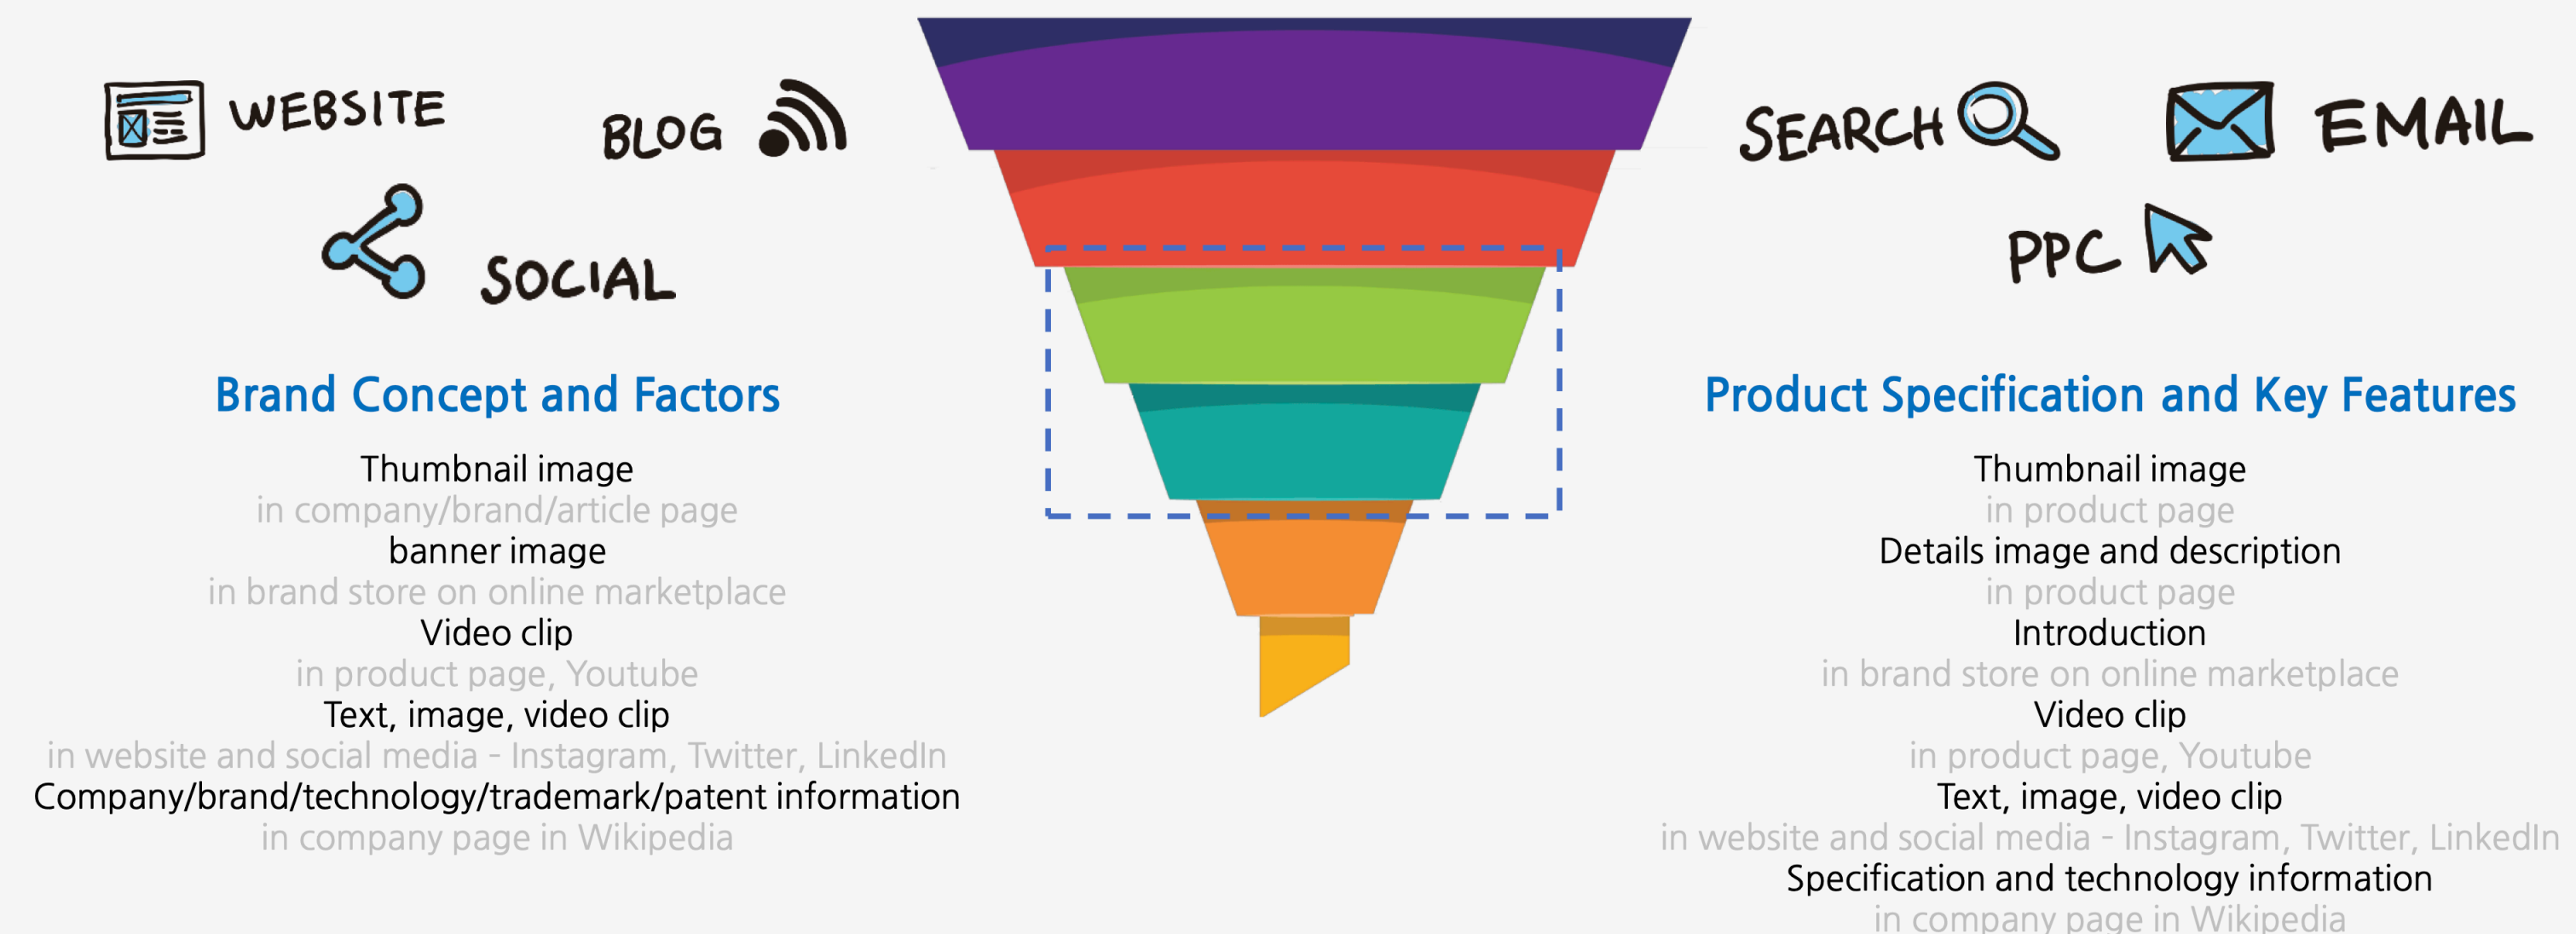 WEBSITE
BLOG
SOCIAL
SEARCH
EMAIL
PPC
Brand Concept and Factors
Thumbnail image
in company/brand/article page
banner image
in brand store on online marketplace
Video clip
in product page, Youtube
Text, image, video clip
in website and social media - Instagram, Twitter, LinkedIn
Company/brand/technology/trademark/patent information
in company page in Wikipedia
Product Specification and Key Features
Thumbnail image
in product page
Details image and description
in product page
Introduction
in brand store on online marketplace
Video clip
in product page, Youtube
Text, image, video clip
in website and social media - Instagram, Twitter, LinkedIn
Specification and technology information
in company page in Wikipedia